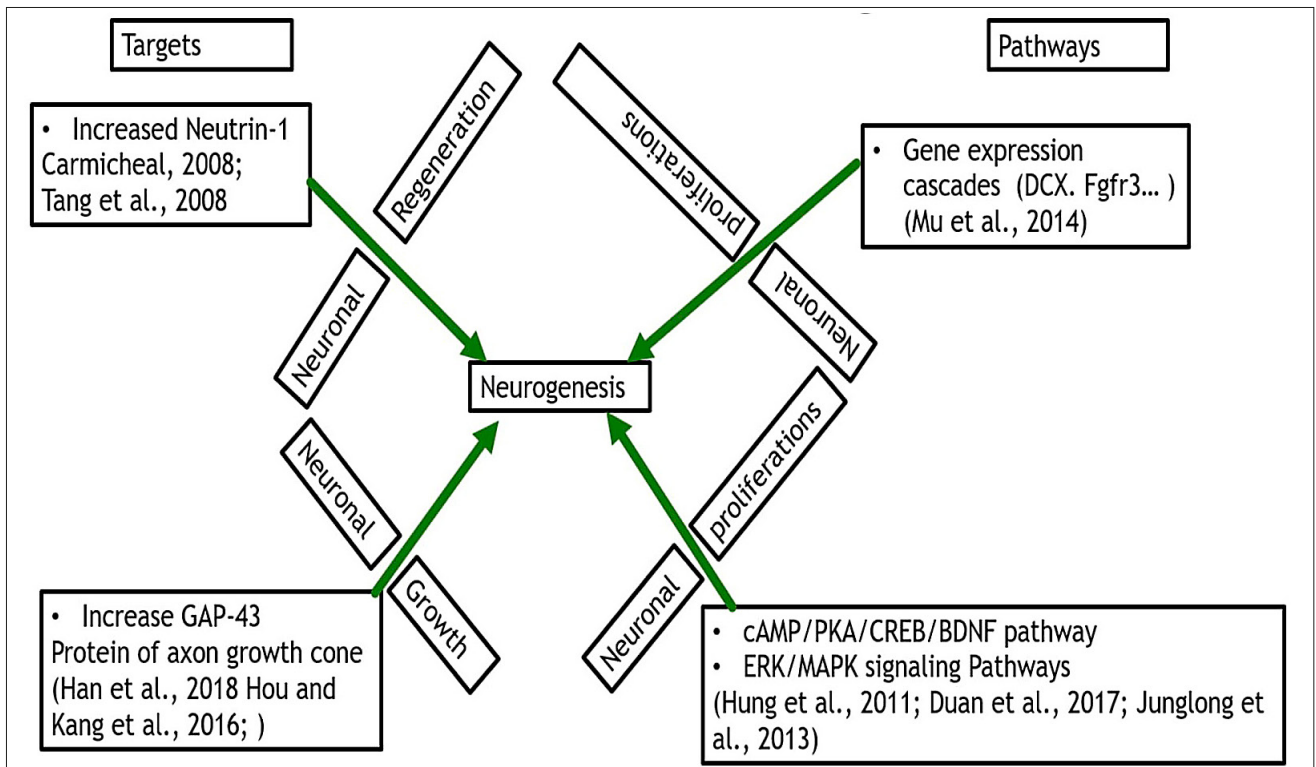 Targets
Pathways
• Increased Neutrin-1
Carmicheal, 2008;
Tang et al., 2008
Regeneration
Neuronal
proliferations
Neuronal
• Gene expression
cascades (DCX. Fgfr3... )
(Mu et al., 2014)
Neurogenesis
Neuronal
Growth
proliferations
Neuronal
• Increase GAP-43
Protein of axon growth cone
(Han et al., 2018 Hou and
Kang et al., 2016; )
• cAMP/PKA/CREB/BDNF pathway
• ERK/MAPK signaling Pathways
(Hung et al., 2011; Duan et al., 2017; Junglong et
al., 2013)